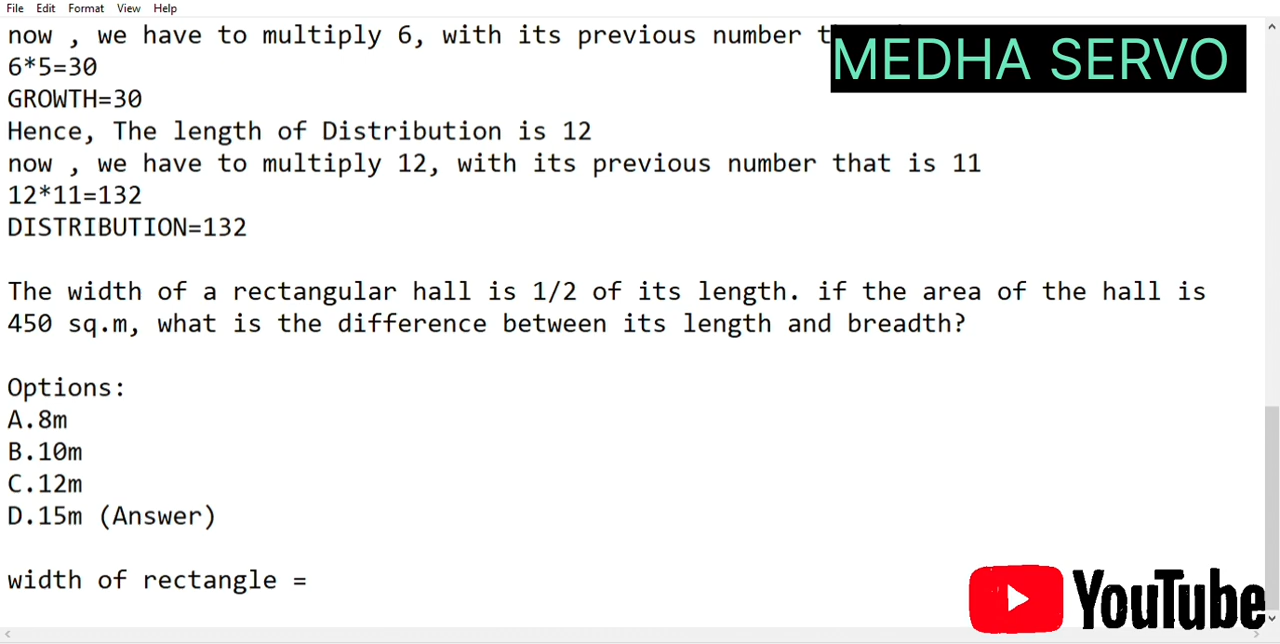 File Edit Format View Help
now , we have to multiply 6, with its previous number
MEDHA SERVO
6*5=30
GROWTH=30
Hence, The length of Distribution is 12
now , we have to multiply 12, with its previous number that is 11
12*11=132
DISTRIBUTION=132
The width of a rectangular hall is 1/2 of its length. if the area of the hall is
450 sq.m, what is the difference between its length and breadth?
Options:
A.8m
B.10m
C.12m
D.15m (Answer)
width of rectangle =
YouTube